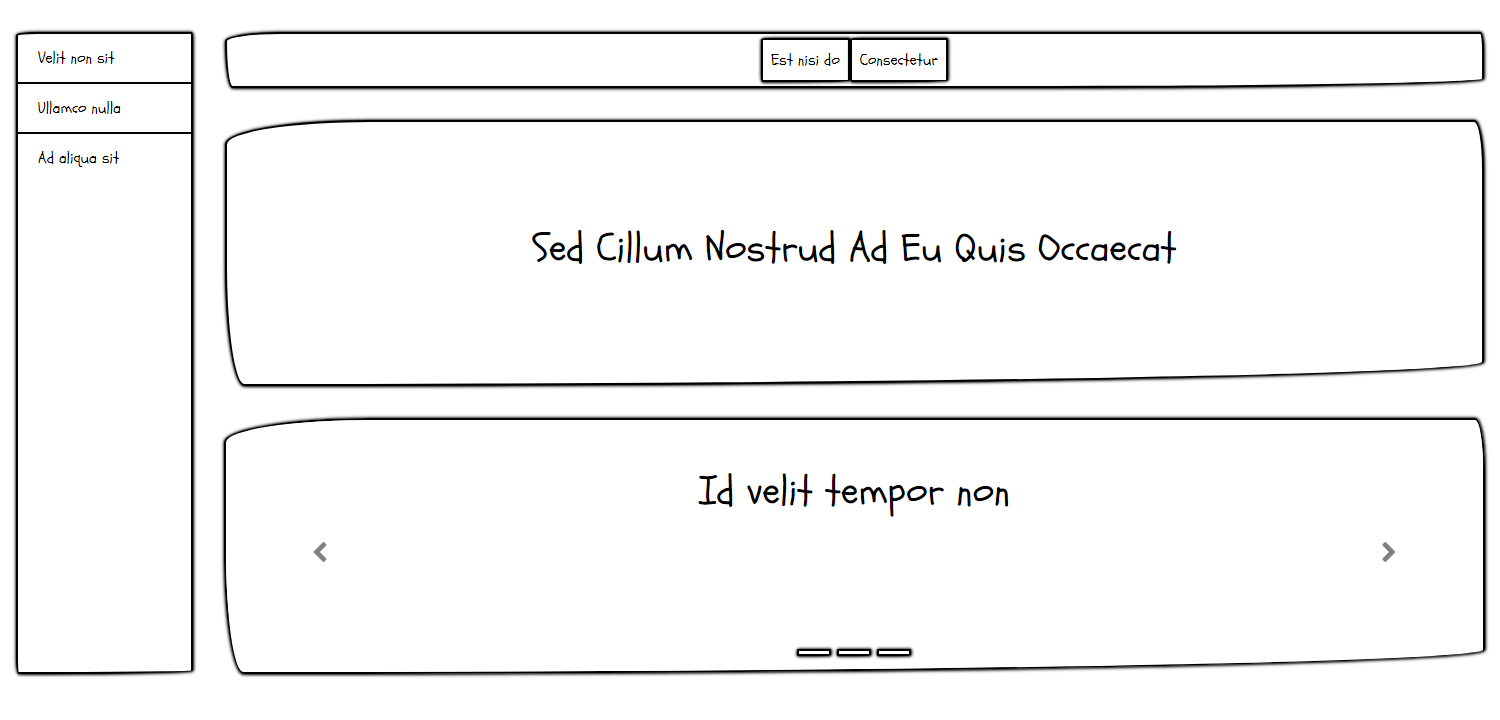 Velit non sit
Ullamco nulla
Ad aliqua sit
Est nisi do
Consectetur
Sed Cillum Nostrud Ad Eu Quis Occaecat
Id velit tempor non